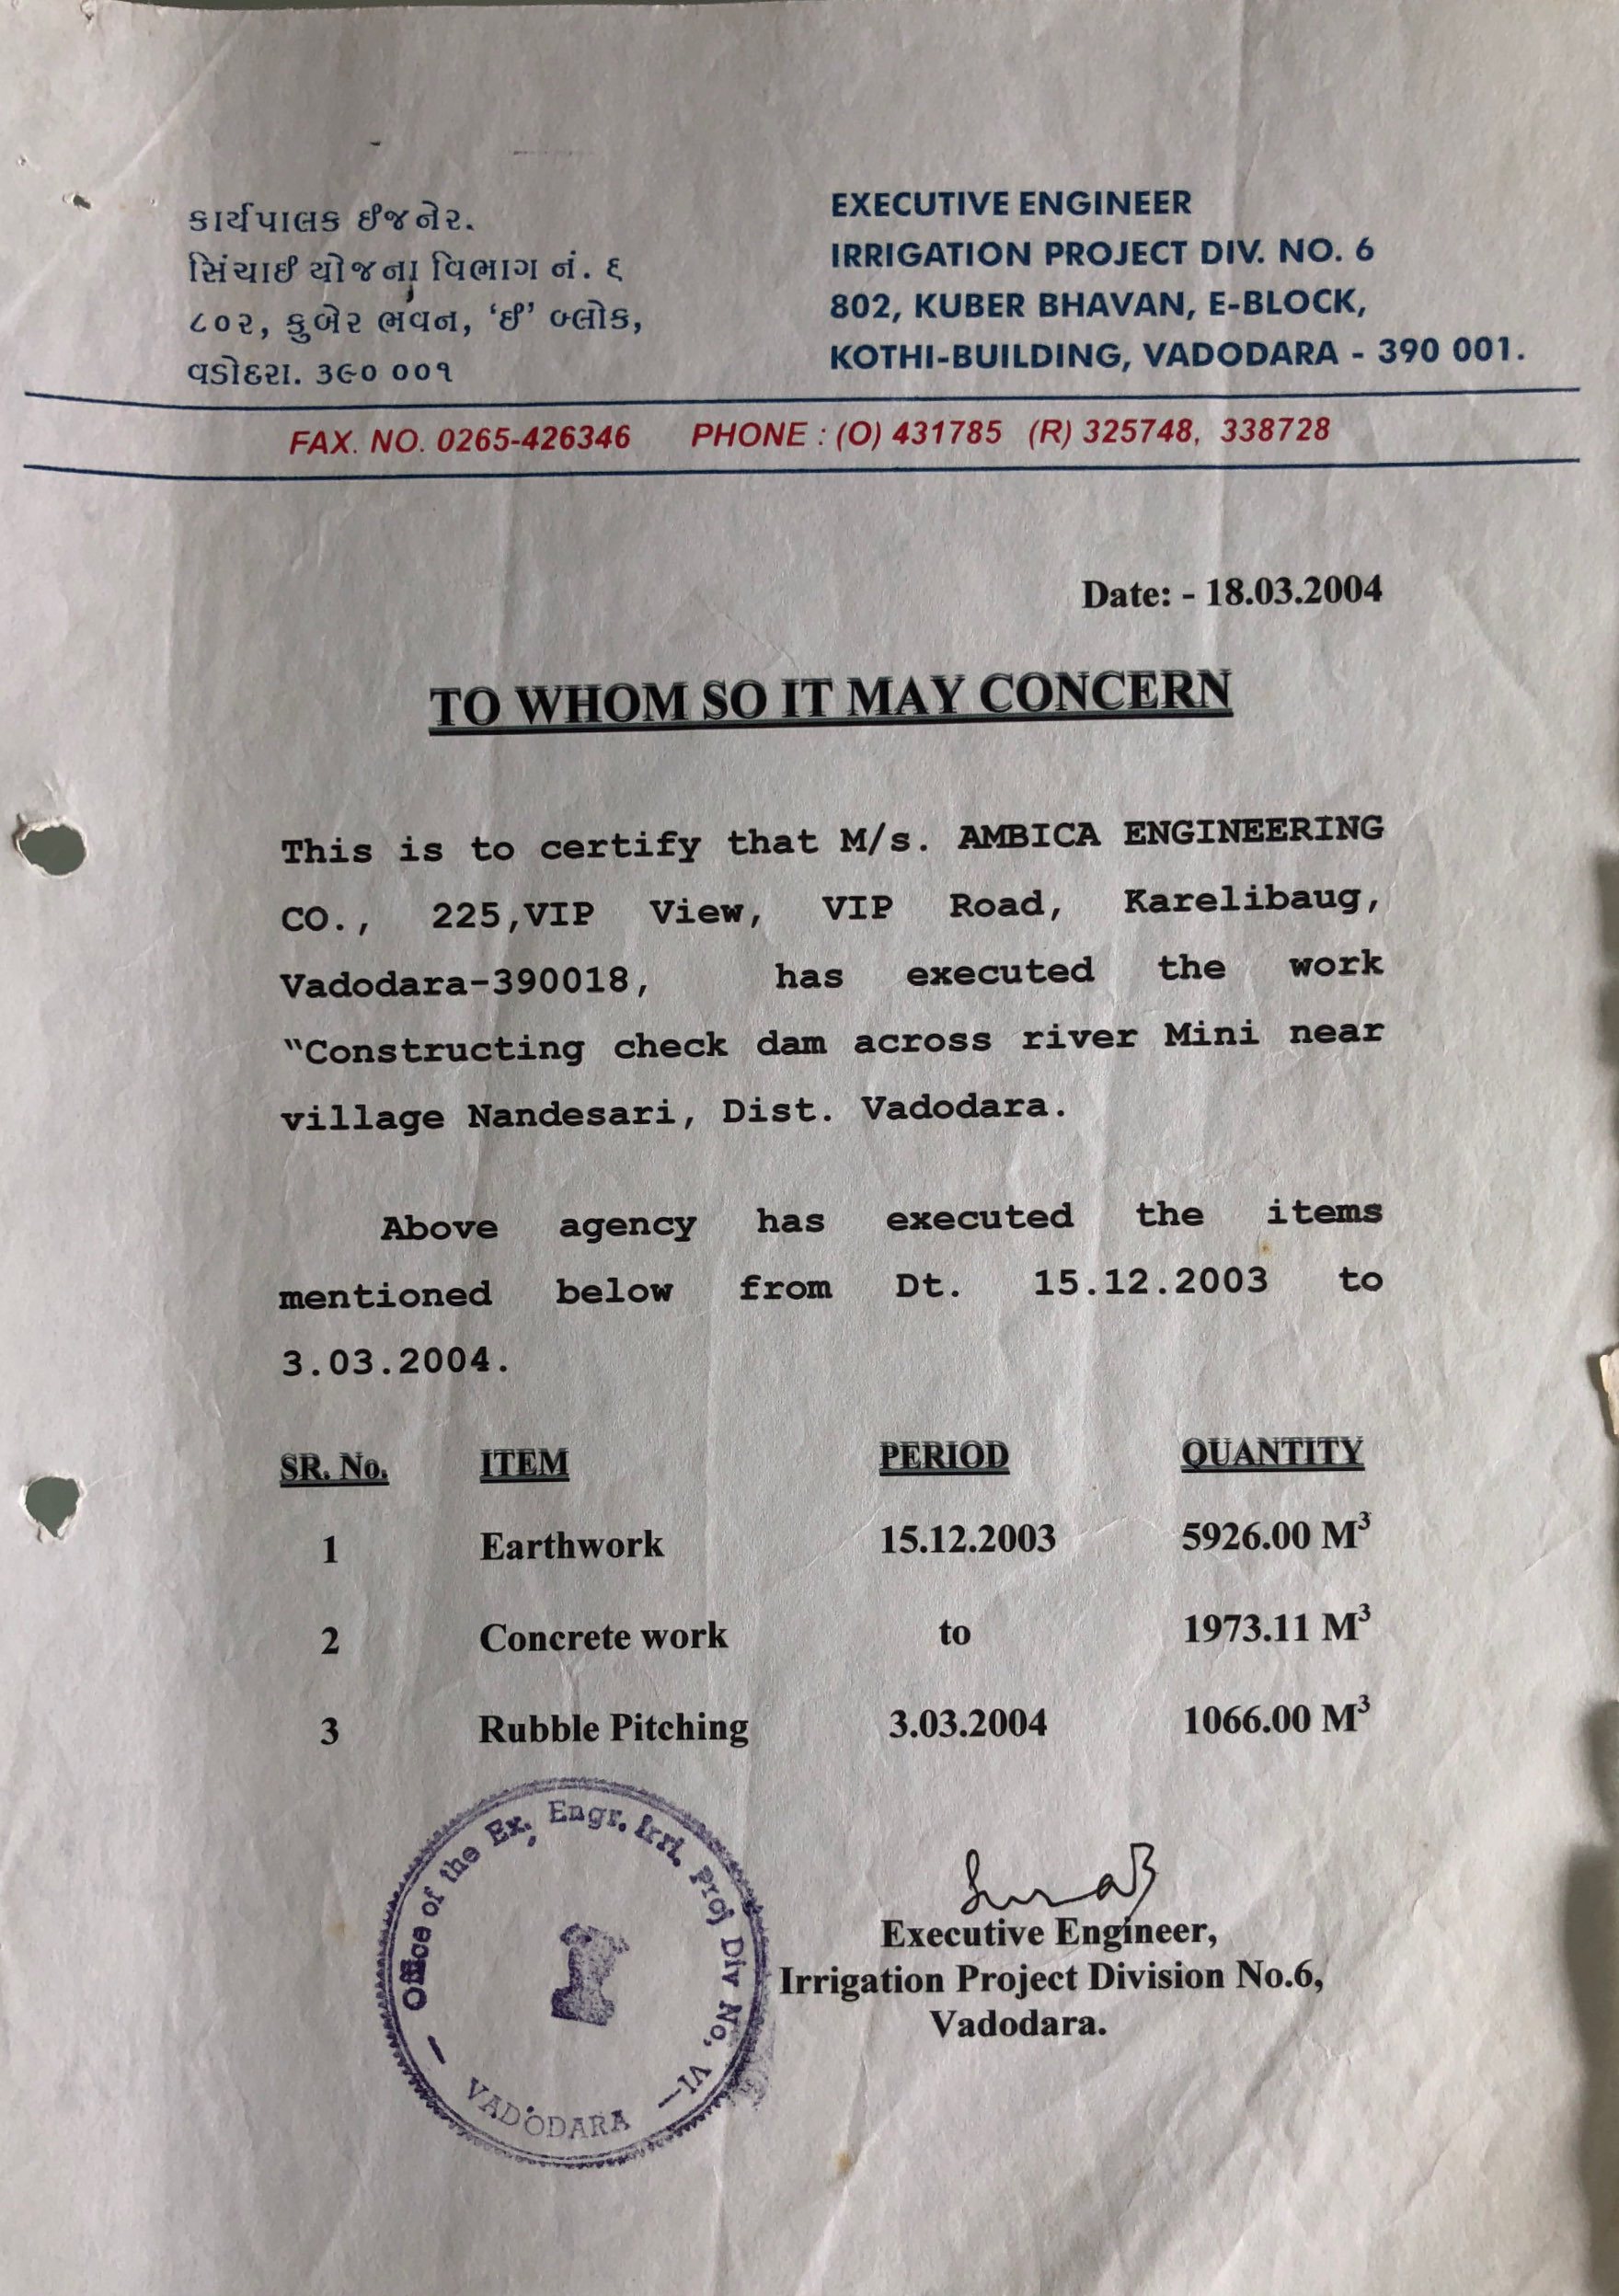 કાર્યપાલક ઈજનેર.
સિંચાઈ યોજના વિભાગ નં. ૬
૮૦૨, કુબેર ભવન, ‘ઈ’ બ્લોક,
વડોદરા. ૩૯૦ ૦૦૧
EXECUTIVE ENGINEER
IRRIGATION PROJECT DIV. NO. 6
802, KUBER BHAVAN, E-BLOCK,
KOTHI-BUILDING, VADODARA - 390 001.
FAX. NO. 0265-426346 PHONE : (O) 431785 (R) 325748, 338728
Date: - 18.03.2004
TO WHOM SO IT MAY CONCERN
This is to certify that M/s. AMBICA ENGINEERING
CO., 225,VIP View, VIP Road, Karelibaug,
Vadodara-390018, has executed the work
“Constructing check dam across river Mini near
village Nandesari, Dist. Vadodara.
Above agency has executed the items
mentioned below from Dt. 15.12.2003 to
3.03.2004.
SR. No. ITEM PERIOD QUANTITY
1 Earthwork 15.12.2003 5926.00 M³
2 Concrete work to 1973.11 M³
3 Rubble Pitching 3.03.2004 1066.00 M³
Office of the Ex. Engr. Irri. Proj Div No. VI
VADODARA
Executive Engineer,
Irrigation Project Division No.6,
Vadodara.